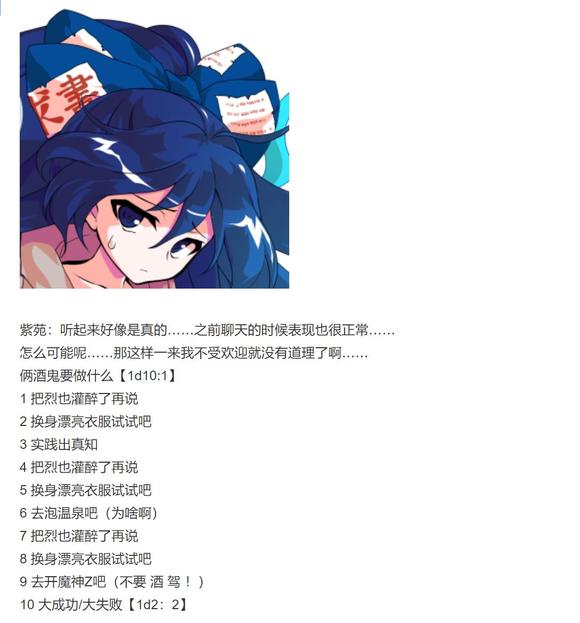 書
紫苑：听起来好像是真的……之前聊天的时候表现也很正常……
怎么可能呢……那这样一来我不受欢迎就没有道理了啊……
俩酒鬼要做什么【1d10:1】
1 把烈也灌醉了再说
2 换身漂亮衣服试试吧
3 实践出真知
4 把烈也灌醉了再说
5 换身漂亮衣服试试吧
6 去泡温泉吧（为啥啊）
7 把烈也灌醉了再说
8 换身漂亮衣服试试吧
9 去开魔神Z吧（不要 酒 驾 ！）
10 大成功/大失败【1d2：2】